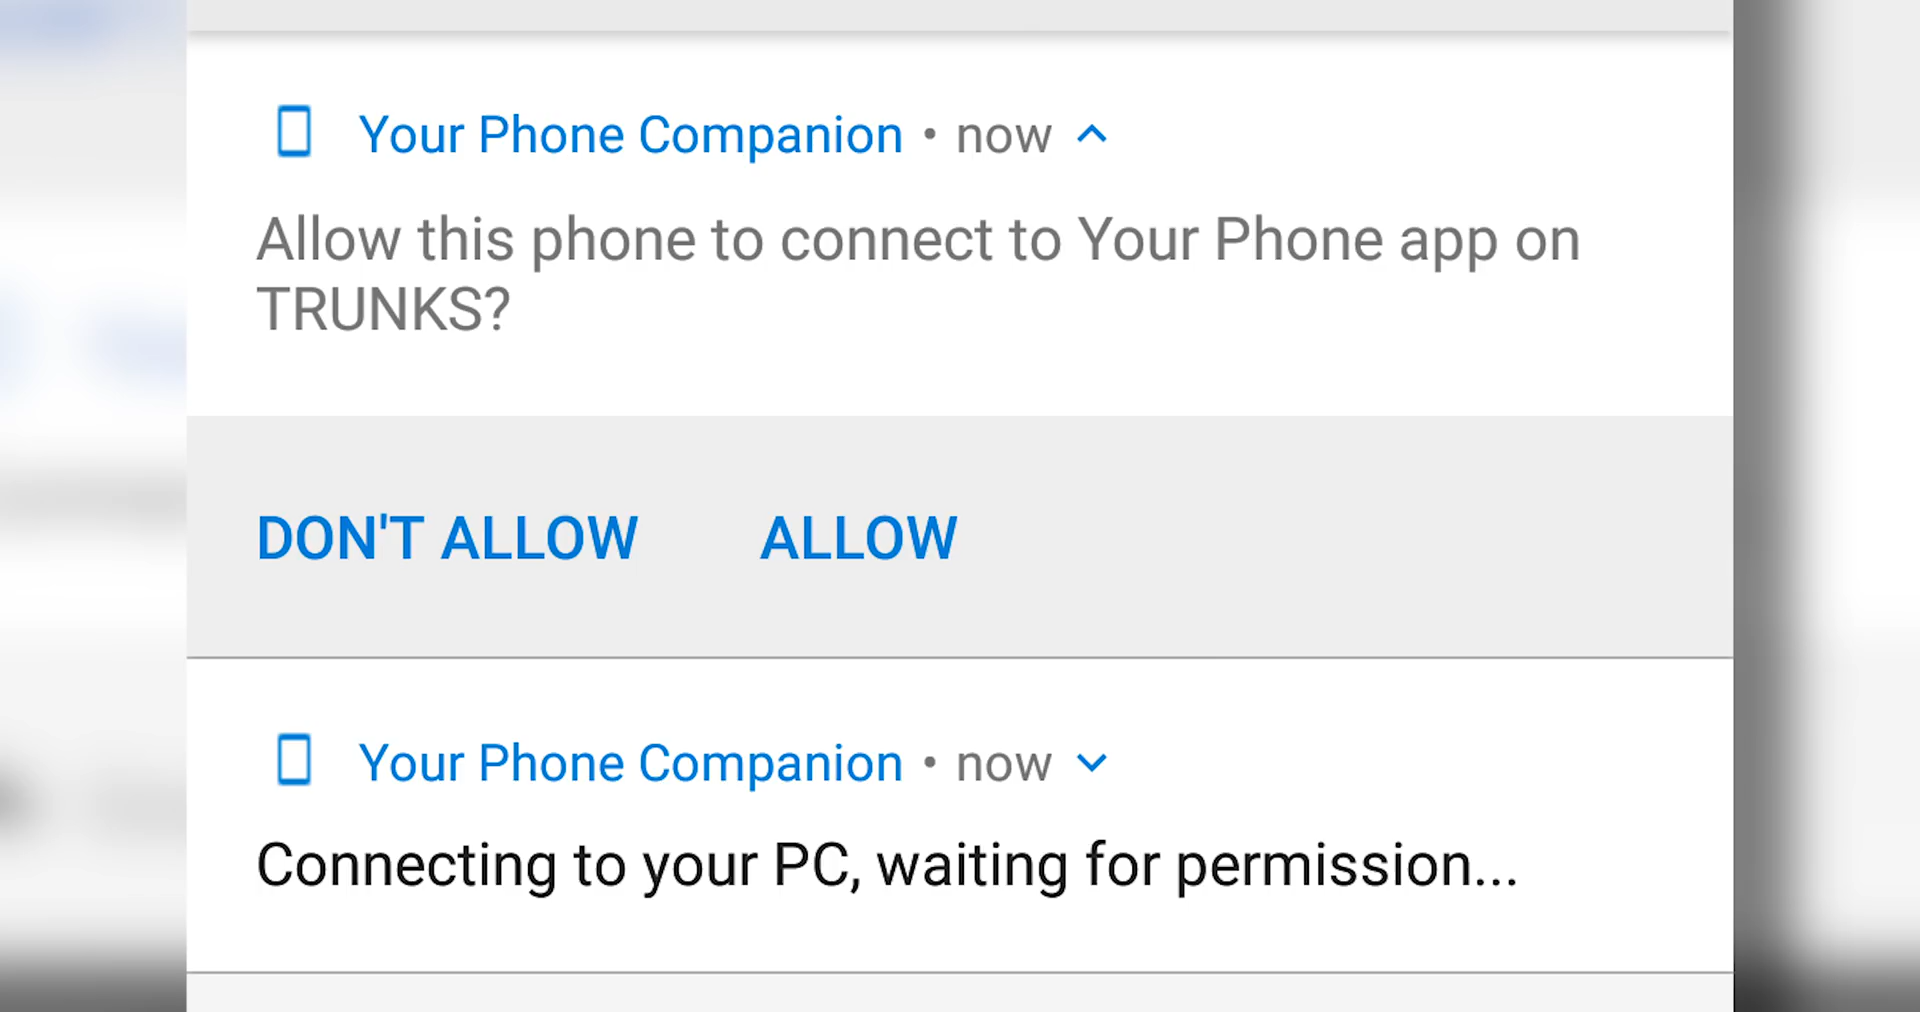 Your Phone Companion • now
Allow this phone to connect to Your Phone app on
TRUNKS?
DON'T ALLOW ALLOW
Your Phone Companion • now
Connecting to your PC, waiting for permission...